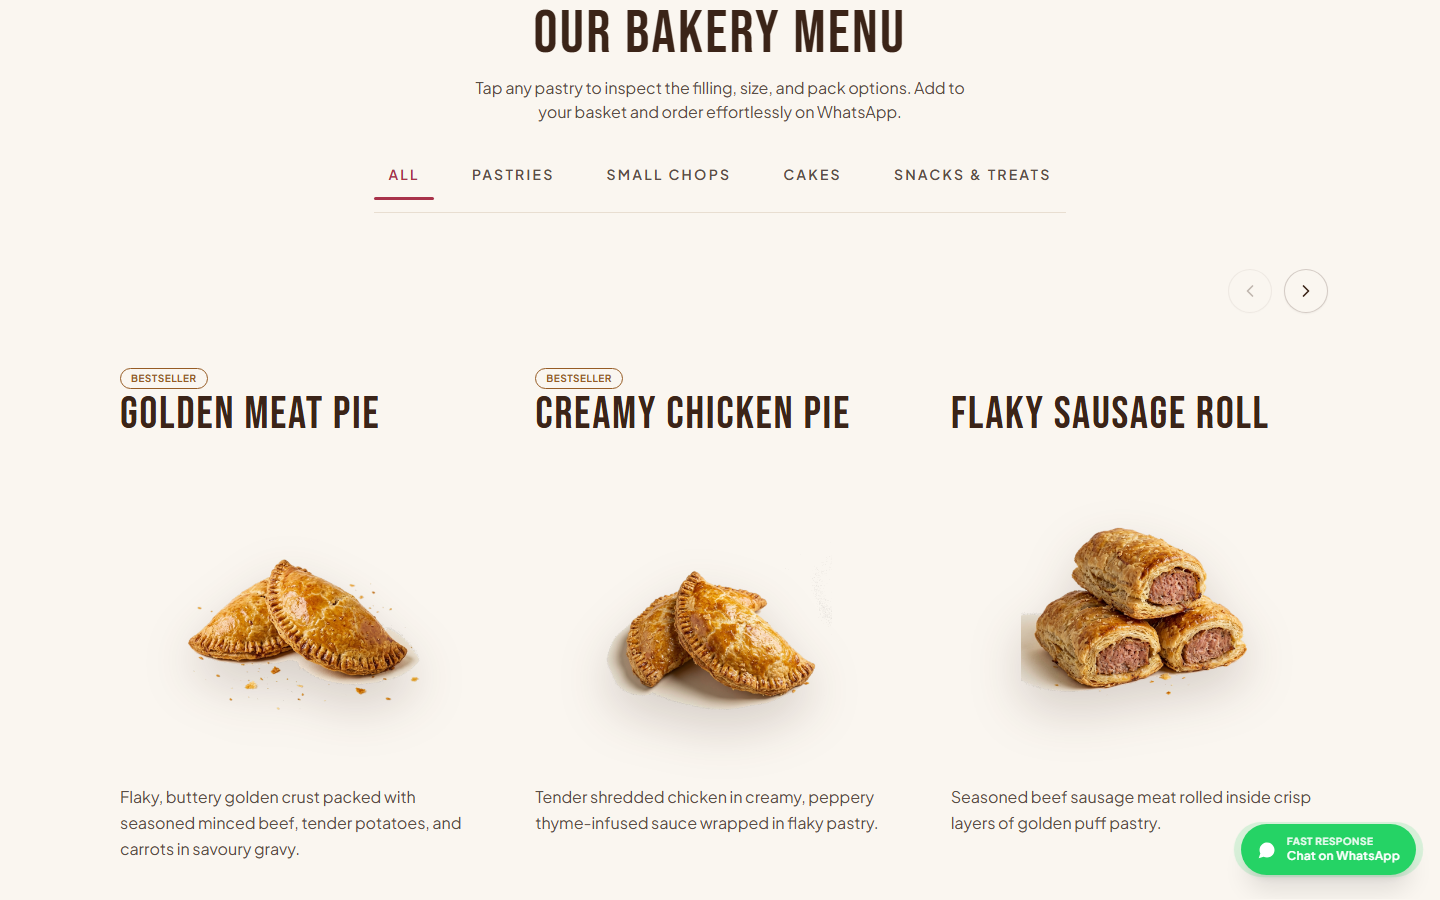 OUR BAKERY MENU
Tap any pastry to inspect the filling, size, and pack options. Add to
your basket and order effortlessly on WhatsApp.
ALL
PASTRIES
SMALL CHOPS
CAKES
SNACKS & TREATS
BESTSELLER
GOLDEN MEAT PIE
Flaky, buttery golden crust packed with
seasoned minced beef, tender potatoes, and
carrots in savoury gravy.
BESTSELLER
CREAMY CHICKEN PIE
Tender shredded chicken in creamy, peppery
thyme-infused sauce wrapped in flaky pastry.
FLAKY SAUSAGE ROLL
Seasoned beef sausage meat rolled inside crisp
layers of golden puff pastry.
FAST RESPONSE
Chat on WhatsApp